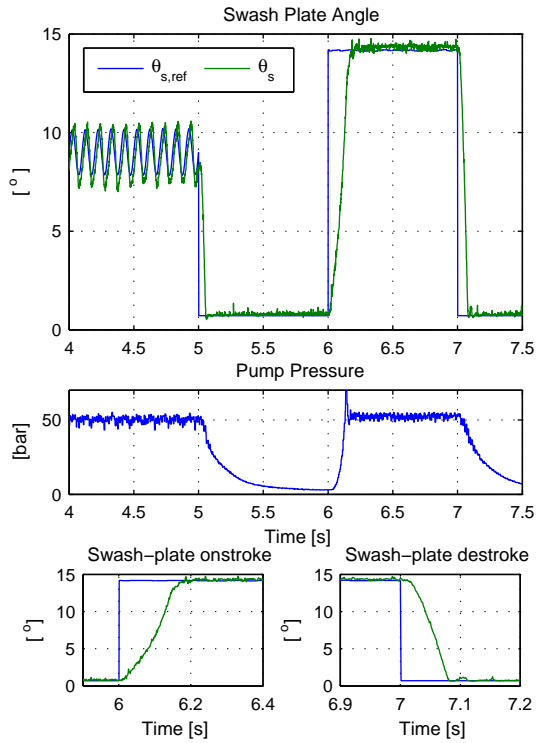 Swash Plate Angle
θs,ref θs
15
10
5
0
[ o]
4 4.5 5 5.5 6 6.5 7 7.5
Pump Pressure
50
0
[bar]
4 4.5 5 5.5 6 6.5 7 7.5
Time [s]
Swash−plate onstroke
15
10
5
0
[ o]
6 6.2 6.4
Time [s]
Swash−plate destroke
15
10
5
0
[ o]
6.9 7 7.1 7.2
Time [s]